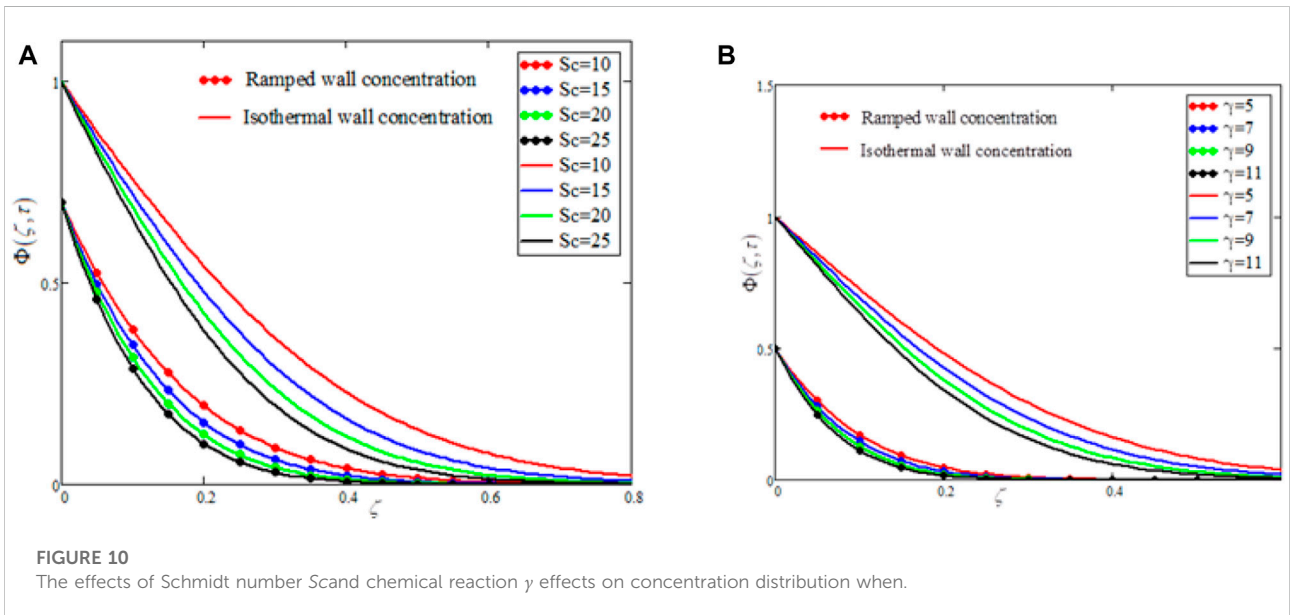 A
1
0.5
0
Φ(ζ,τ)
0
0.2
0.4
0.6
0.8
ζ
Ramped wall concentration
Isothermal wall concentration
Sc=10
Sc=15
Sc=20
Sc=25
Sc=10
Sc=15
Sc=20
Sc=25
B
1.5
1
0.5
0
Φ(ζ,τ)
0
0.2
0.4
ζ
Ramped wall concentration
Isothermal wall concentration
γ=5
γ=7
γ=9
γ=11
γ=5
γ=7
γ=9
γ=11
FIGURE 10
The effects of Schmidt number Scand chemical reaction γ effects on concentration distribution when.